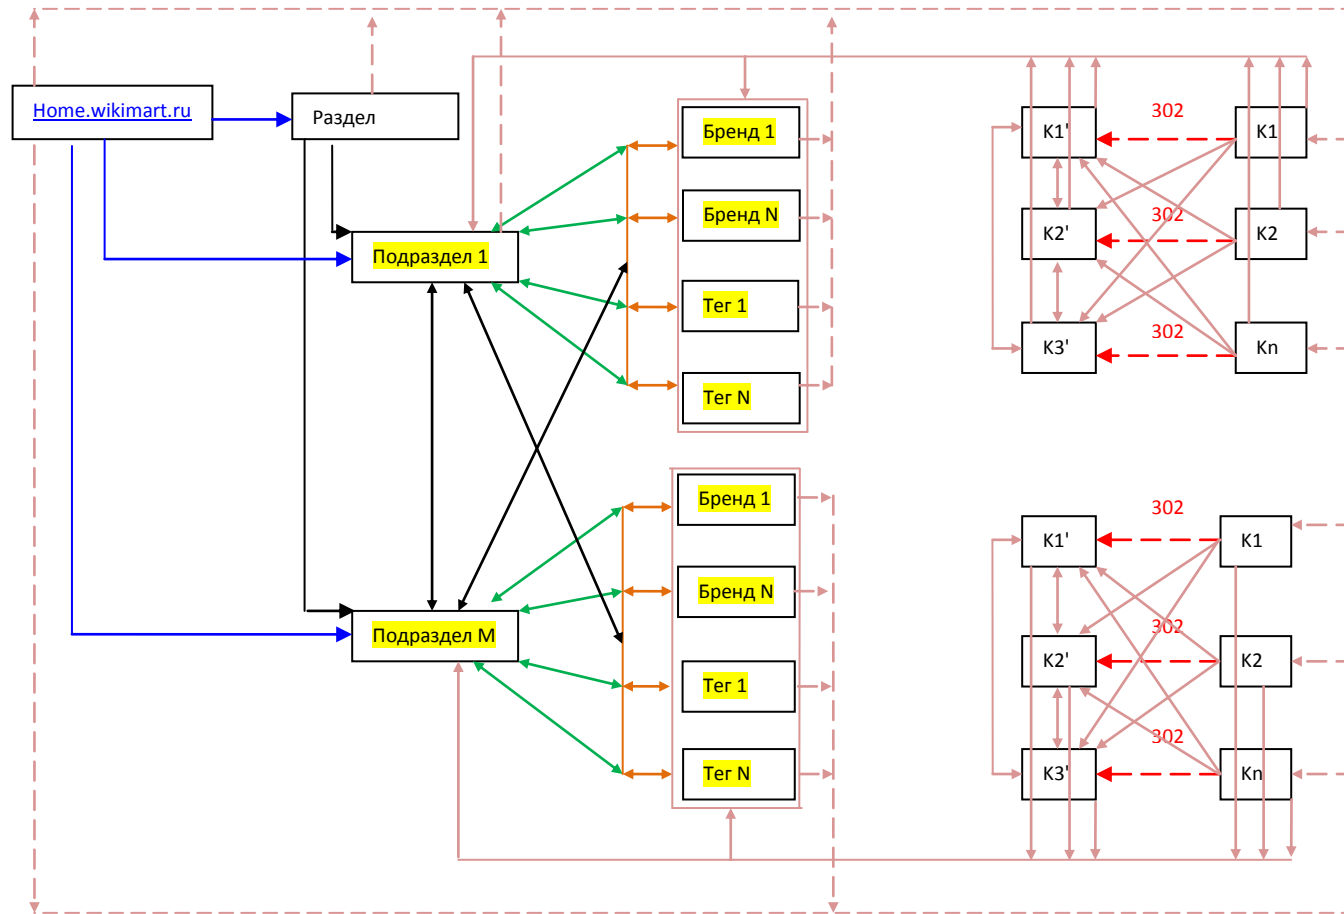 Home.wikimart.ru
Раздел
Подраздел 1
Бренд 1
Бренд N
Тег 1
Тег N
K1'
302
K1
K2'
302
K2
K3'
302
Kn
Подраздел M
Бренд 1
Бренд N
Тег 1
Тег N
K1'
302
K1
K2'
302
K2
K3'
302
Kn